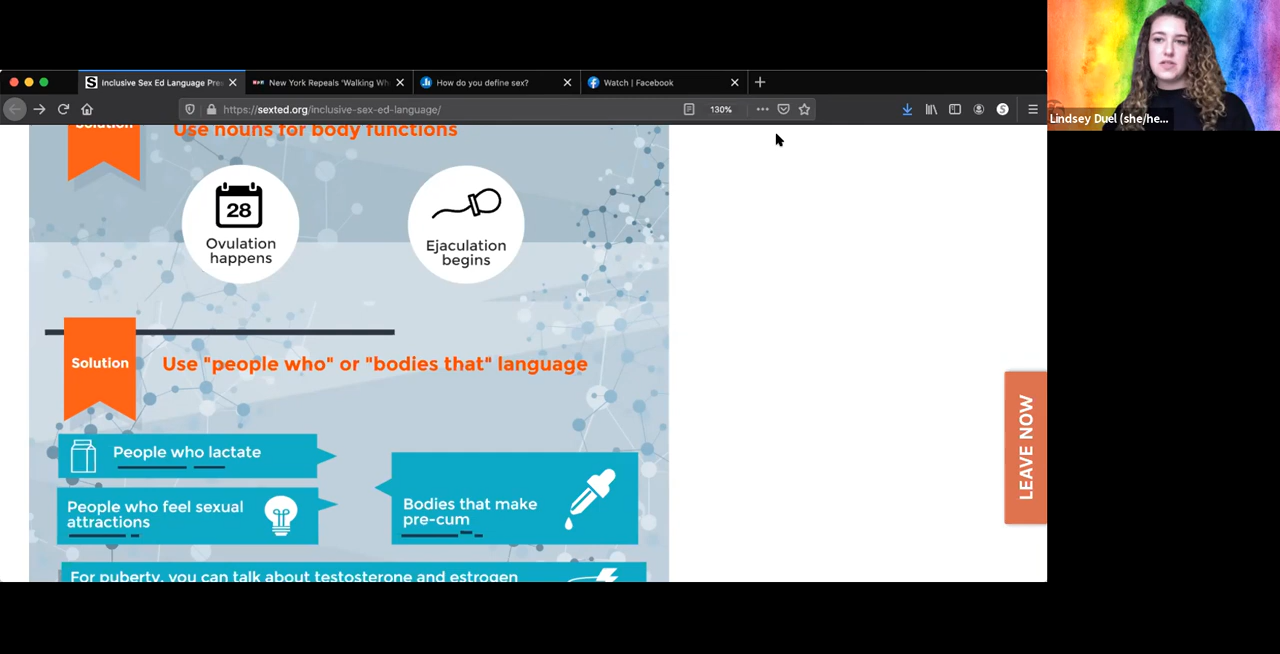 Inclusive Sex Ed Language Pre
New York Repeals 'Walking Wh
How do you define sex?
Watch | Facebook
https://sexted.org/inclusive-sex-ed-language/
130%
Lindsey Duel (she/he...
Solution
Use nouns for body functions
28
Ovulation
happens
Ejaculation
begins
Solution
Use "people who" or "bodies that" language
People who lactate
People who feel sexual
attractions
Bodies that make
pre-cum
For puberty, you can talk about testosterone and estrogen
LEAVE NOW